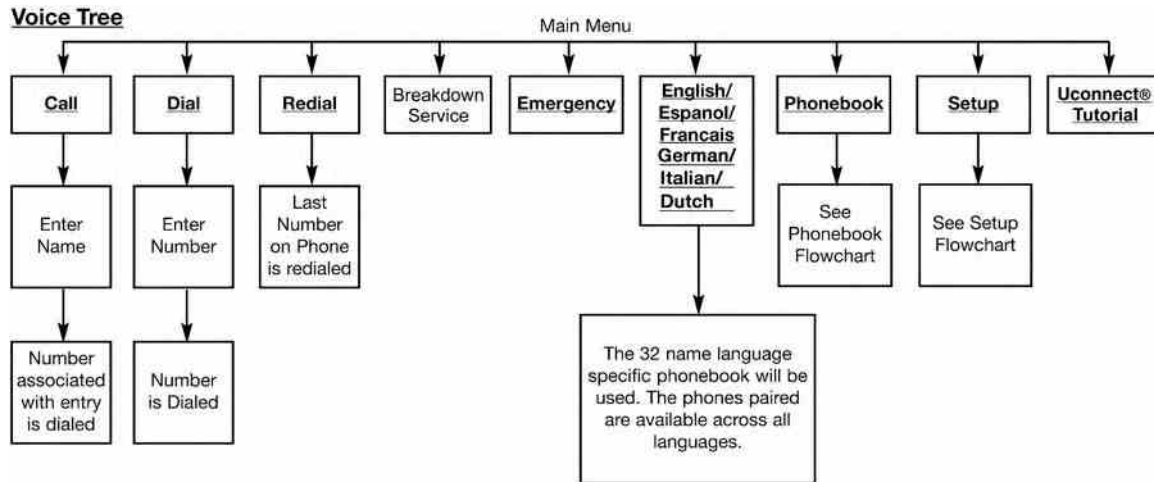 Voice Tree
Main Menu
Call
Dial
Redial
Breakdown
Service
Emergency
English/
Espanol/
Francais
German/
Italian/
Dutch
Phonebook
Setup
Uconnect®
Tutorial
Enter
Name
Enter
Number
Last
Number
on Phone
is redialed
See
Phonebook
Flowchart
See Setup
Flowchart
Number
associated
with entry
is dialed
Number
is Dialed
The 32 name language
specific phonebook will be
used. The phones paired
are available across all
languages.